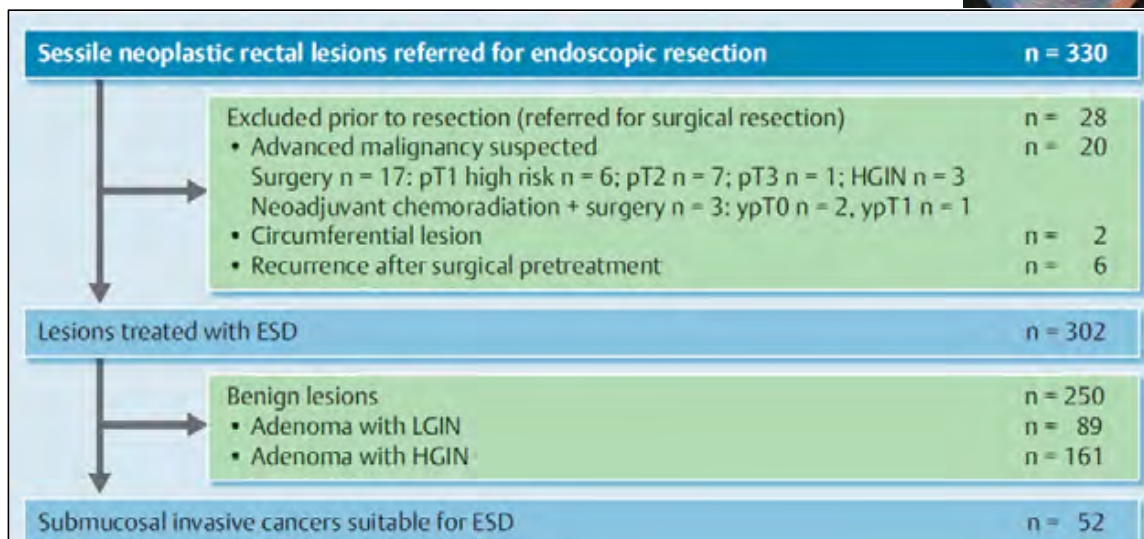 Sessile neoplastic rectal lesions referred for endoscopic resection n = 330
Excluded prior to resection (referred for surgical resection) n = 28
• Advanced malignancy suspected n = 20
Surgery n = 17: pT1 high risk n = 6; pT2 n = 7; pT3 n = 1; HGIN n = 3
Neoadjuvant chemoradiation + surgery n = 3: ypT0 n = 2, ypT1 n = 1
• Circumferential lesion n = 2
• Recurrence after surgical pretreatment n = 6
Lesions treated with ESD n = 302
Benign lesions n = 250
• Adenoma with LGIN n = 89
• Adenoma with HGIN n = 161
Submucosal invasive cancers suitable for ESD n = 52